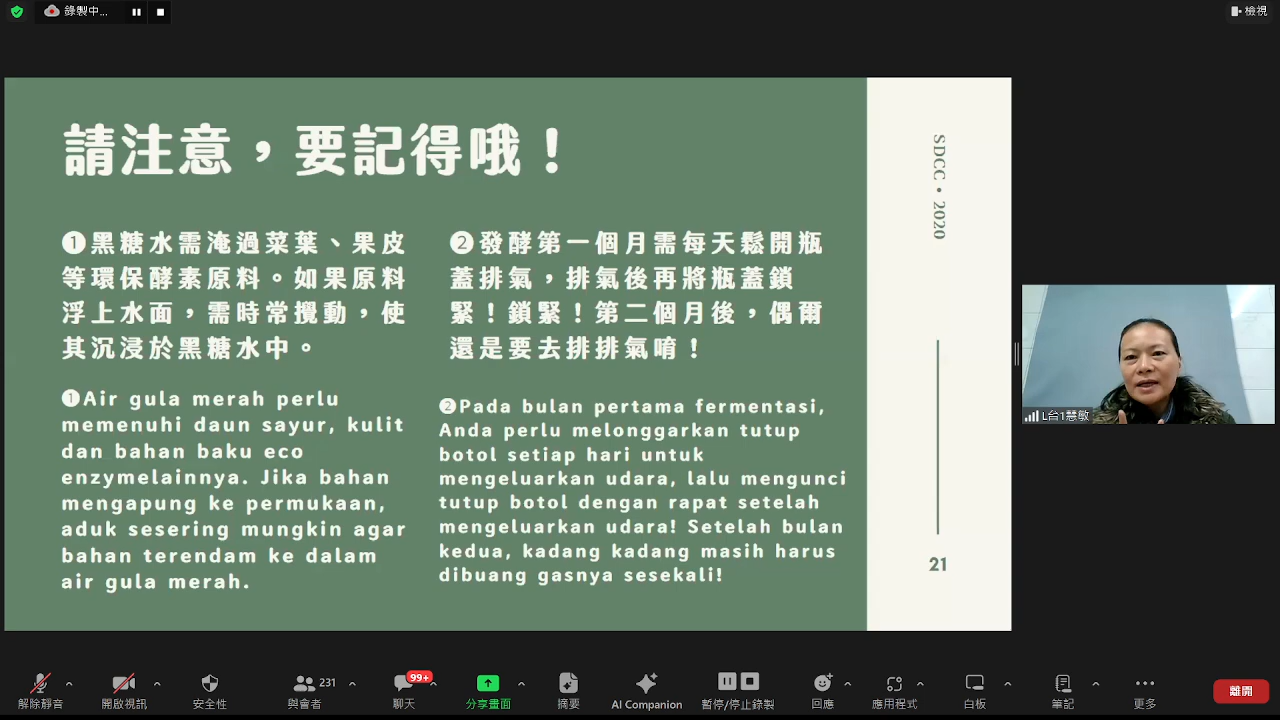 錄製中...
檢視
請注意，要記得哦！
❶黑糖水需淹過菜葉、果皮
等環保酵素原料。如果原料
浮上水面，需時常攪動，使
其沉浸於黑糖水中。
❶Air gula merah perlu
memenuhi daun sayur, kulit
dan bahan baku eco
enzymelainnya. Jika bahan
mengapung ke permukaan,
aduk sesering mungkin agar
bahan terendam ke dalam
air gula merah.
❷發酵第一個月需每天鬆開瓶
蓋排氣，排氣後再將瓶蓋鎖
緊！鎖緊！第二個月後，偶爾
還是要去排排氣唷！
❷Pada bulan pertama fermentasi,
Anda perlu melonggarkan tutup
botol setiap hari untuk
mengeluarkan udara, lalu mengunci
tutup botol dengan rapat setelah
mengeluarkan udara! Setelah bulan
kedua, kadang kadang masih harus
dibuang gasnya sesekali!
SDCC • 2020
21
L台1慧敏
解除靜音
開啟視訊
安全性
231
與會者
99+
聊天
分享畫面
摘要
AI Companion
暫停/停止錄製
回應
應用程式
白板
筆記
更多
離開